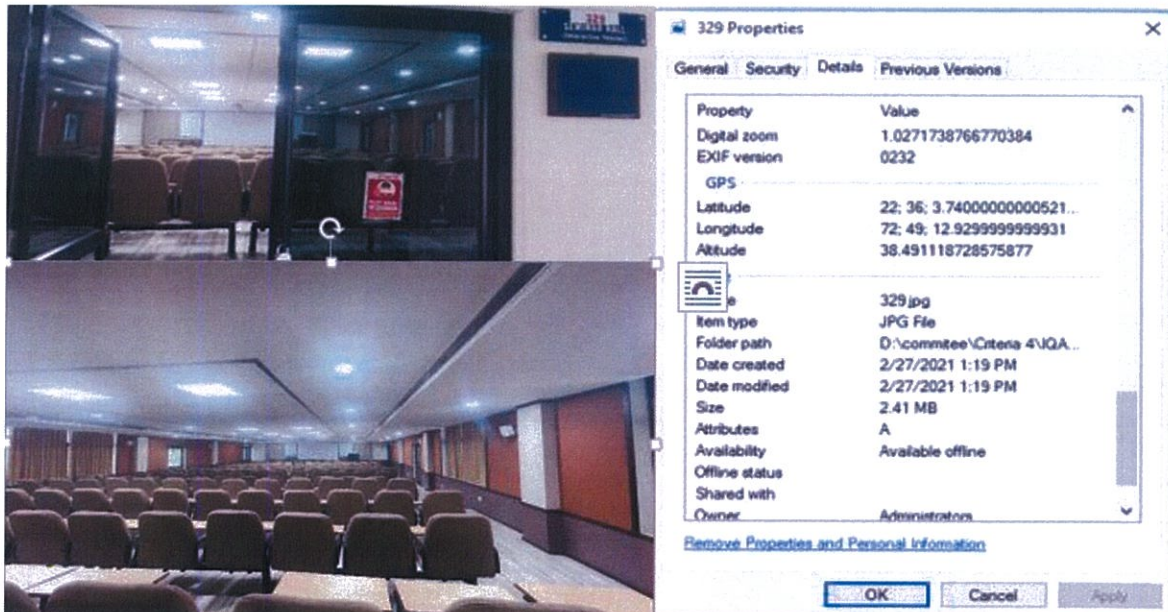 329
SEMINAR HALL
329 Properties
General Security Details Previous Versions
Property Value
Digital zoom 1.0271738766770384
EXIF version 0232
GPS
Latitude 22; 36; 3.74000000000521...
Longitude 72; 49; 12.9299999999931
Altitude 38.491118728575877
e 329.jpg
Item type JPG File
Folder path D:\commitee\Criteria 4\IQA...
Date created 2/27/2021 1:19 PM
Date modified 2/27/2021 1:19 PM
Size 2.41 MB
Attributes A
Availability Available offline
Offline status
Shared with
Owner Administrators
Remove Properties and Personal Information
OK Cancel Apply